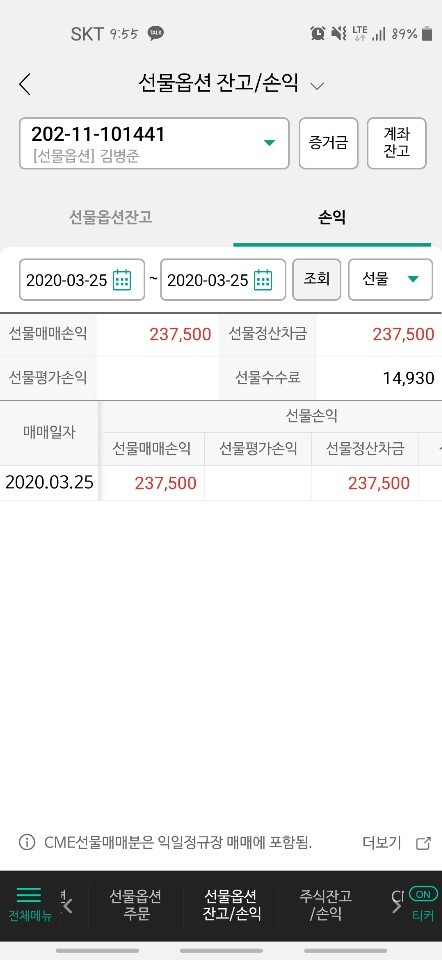 SKT 9:55 TALK LTE 89%
선물옵션 잔고/손익
202-11-101441
[선물옵션] 김병준
증거금
계좌
잔고
선물옵션잔고 손익
2020-03-25 ~ 2020-03-25 조회 선물
선물매매손익 237,500 선물정산차금 237,500
선물평가손익 선물수수료 14,930
매매일자 선물손익
선물매매손익 선물평가손익 선물정산차금
2020.03.25 237,500 237,500
CME선물매매분은 익일정규장 매매에 포함됨. 더보기
전체메뉴
선물옵션
주문
선물옵션
잔고/손익
주식잔고
/손익
ON
티커